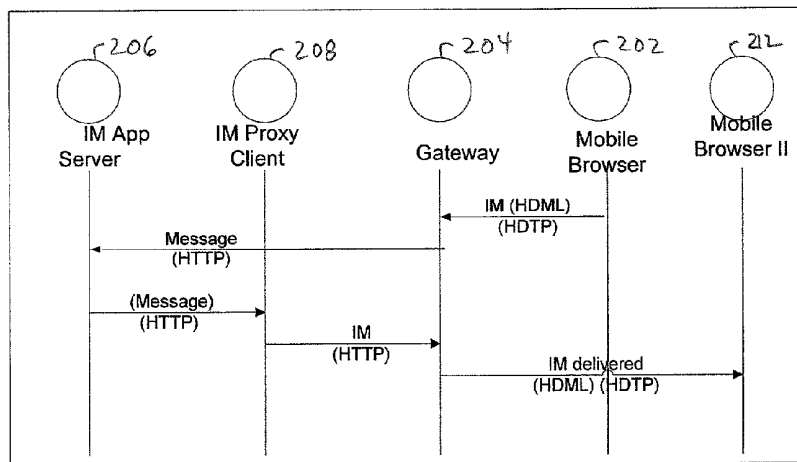 206 208 204 202 212
IM App
Server
IM Proxy
Client
Gateway
Mobile
Browser
Mobile
Browser II
IM (HDML)
(HDTP)
Message
(HTTP)
(Message)
(HTTP)
IM
(HTTP)
IM delivered
(HDML) (HDTP)